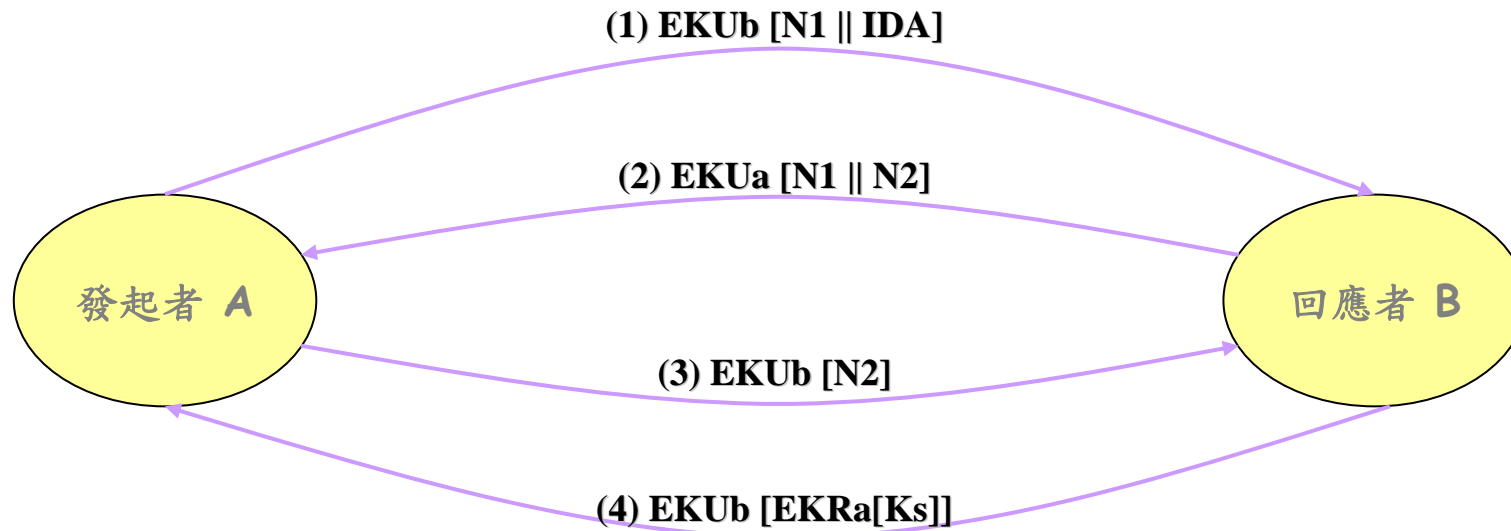 (1) EKUb [N1 || IDA]
(2) EKUa [N1 || N2]
發起者 A
回應者 B
(3) EKUb [N2]
(4) EKUb [EKRa[Ks]]